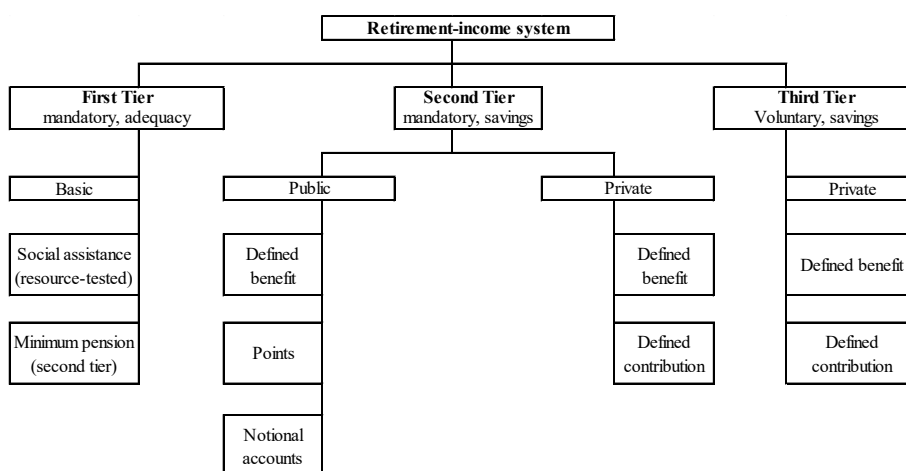 Retirement-income system
First Tier
mandatory, adequacy
Second Tier
mandatory, savings
Third Tier
Voluntary, savings
Basic
Public
Private
Private
Social assistance
(resource-tested)
Defined
benefit
Defined
benefit
Defined benefit
Minimum pension
(second tier)
Points
Defined
contribution
Defined
contribution
Notional
accounts